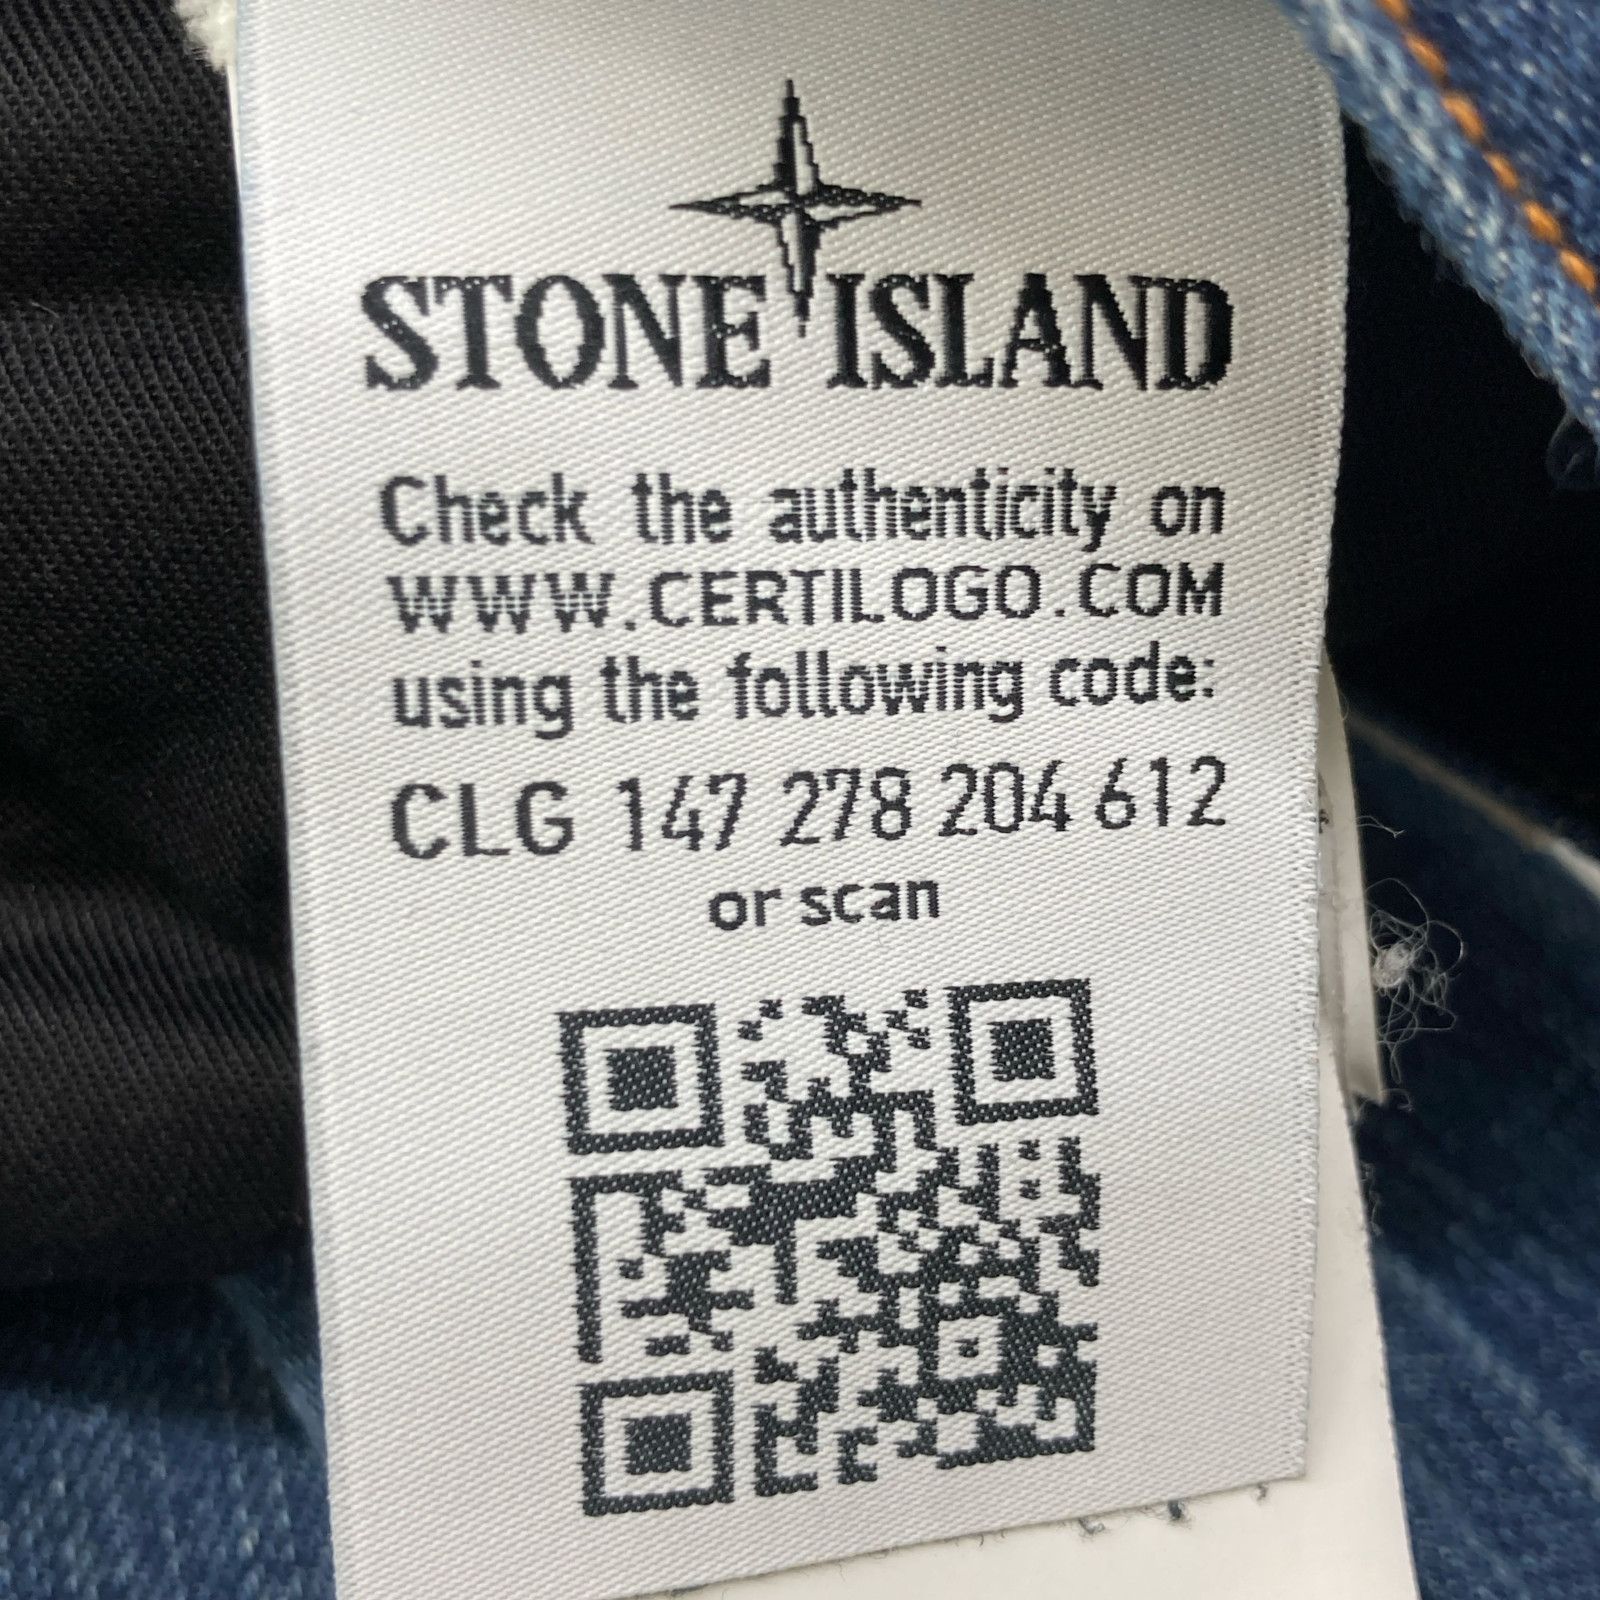 STONE ISLAND
Check the authenticity on
WWW.CERTILOGO.COM
using the following code:
CLG 147 278 204 612
or scan